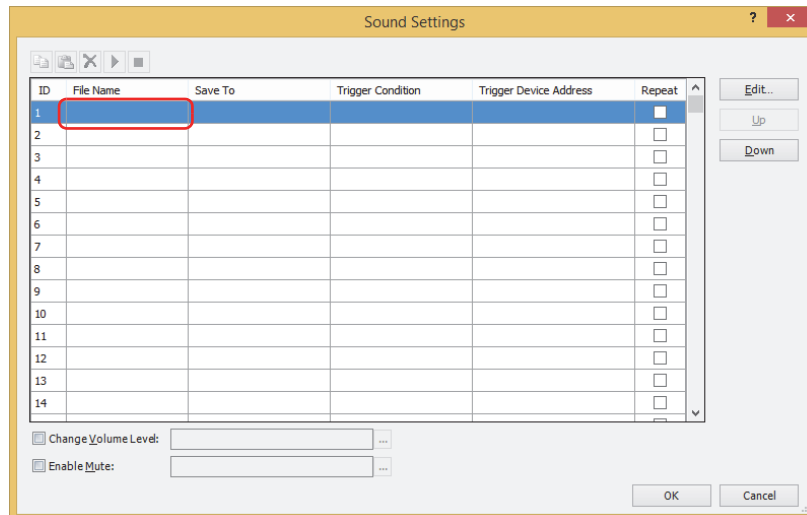 Sound Settings
? ×
ID File Name Save To Trigger Condition Trigger Device Address Repeat
Edit...
1
Up
2
Down
3
4
5
6
7
8
9
10
11
12
13
14
Change Volume Level: ...
Enable Mute: ...
OK Cancel